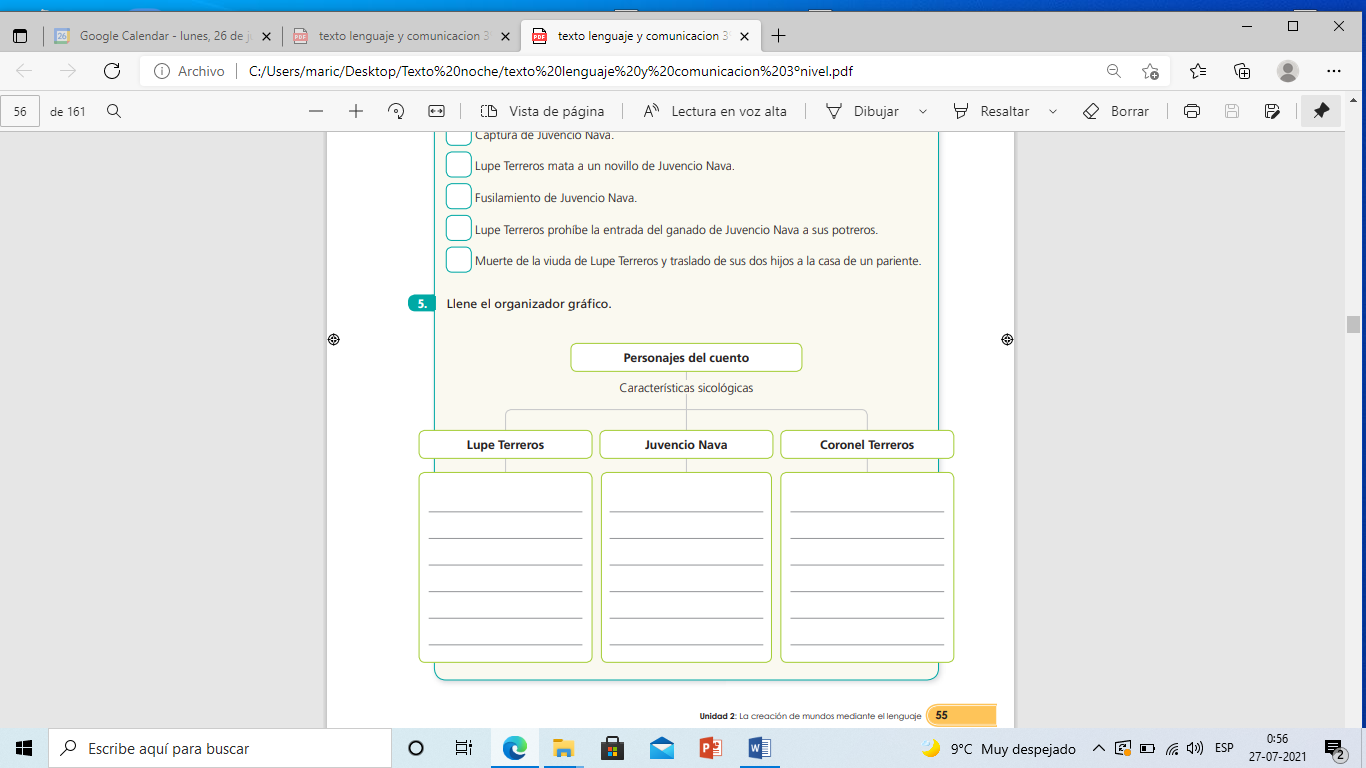 Google Calendar - lunes, 26 de ju
texto lenguaje y comunicacion 3º
texto lenguaje y comunicacion 3º
Archivo
C:/Users/maric/Desktop/Texto%20noche/texto%20lenguaje%20y%20comunicacion%203ºnivel.pdf
56 de 161
Vista de página
Lectura en voz alta
Dibujar
Resaltar
Borrar
Captura de Juvencio Nava.
Lupe Terreros mata a un novillo de Juvencio Nava.
Fusilamiento de Juvencio Nava.
Lupe Terreros prohíbe la entrada del ganado de Juvencio Nava a sus potreros.
Muerte de la viuda de Lupe Terreros y traslado de sus dos hijos a la casa de un pariente.
5. Llene el organizador gráfico.
Personajes del cuento
Características sicológicas
Lupe Terreros
Juvencio Nava
Coronel Terreros
Unidad 2: La creación de mundos mediante el lenguaje 55
Escribe aquí para buscar
9°C Muy despejado
ESP
0:56
27-07-2021
2